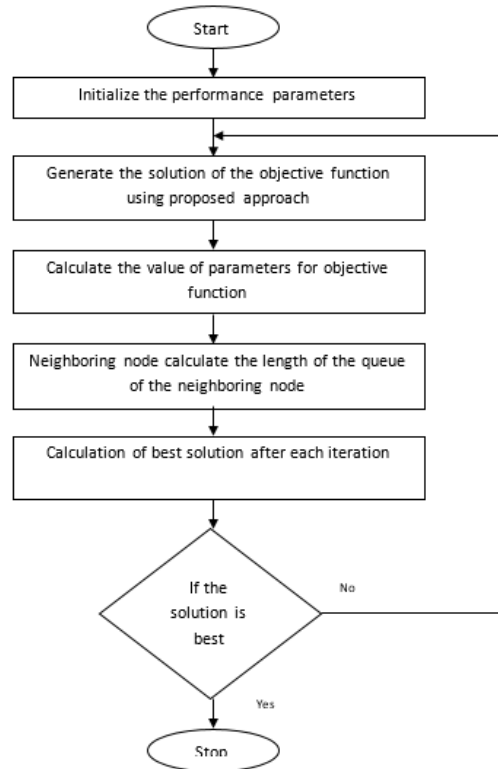 Start
Initialize the performance parameters
Generate the solution of the objective function
using proposed approach
Calculate the value of parameters for objective
function
Neighboring node calculate the length of the queue
of the neighboring node
Calculation of best solution after each iteration
If the
solution is
best
No
Yes
Stop